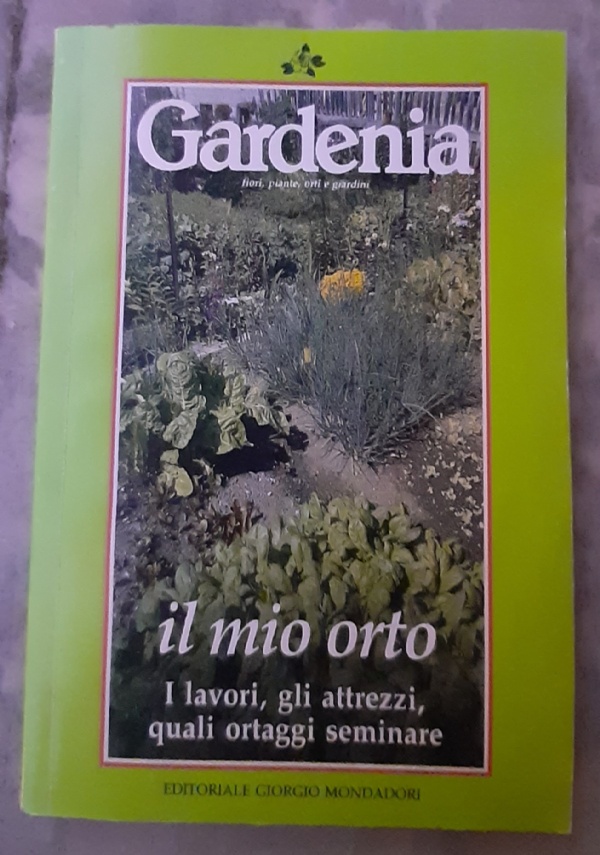 Gardenia
fiori, piante, orti e giardini
il mio orto
I lavori, gli attrezzi,
quali ortaggi seminare
EDITORIALE GIORGIO MONDADORI